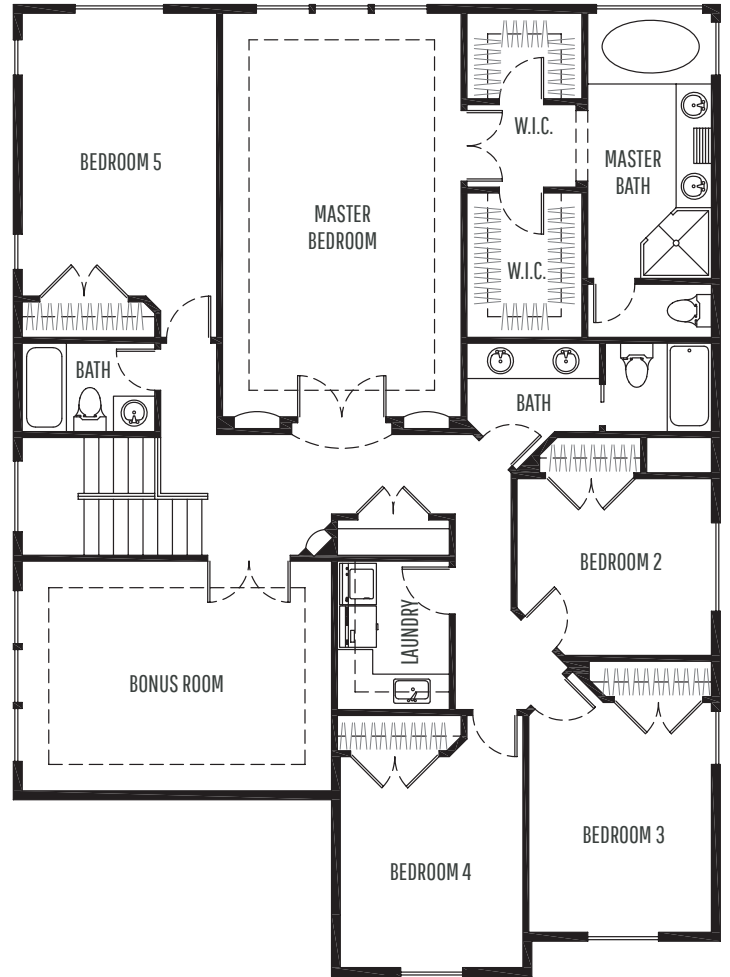 BEDROOM 5
MASTER
BEDROOM
W.I.C.
MASTER
BATH
W.I.C.
BATH
BATH
BEDROOM 2
LAUNDRY
BONUS ROOM
BEDROOM 3
BEDROOM 4